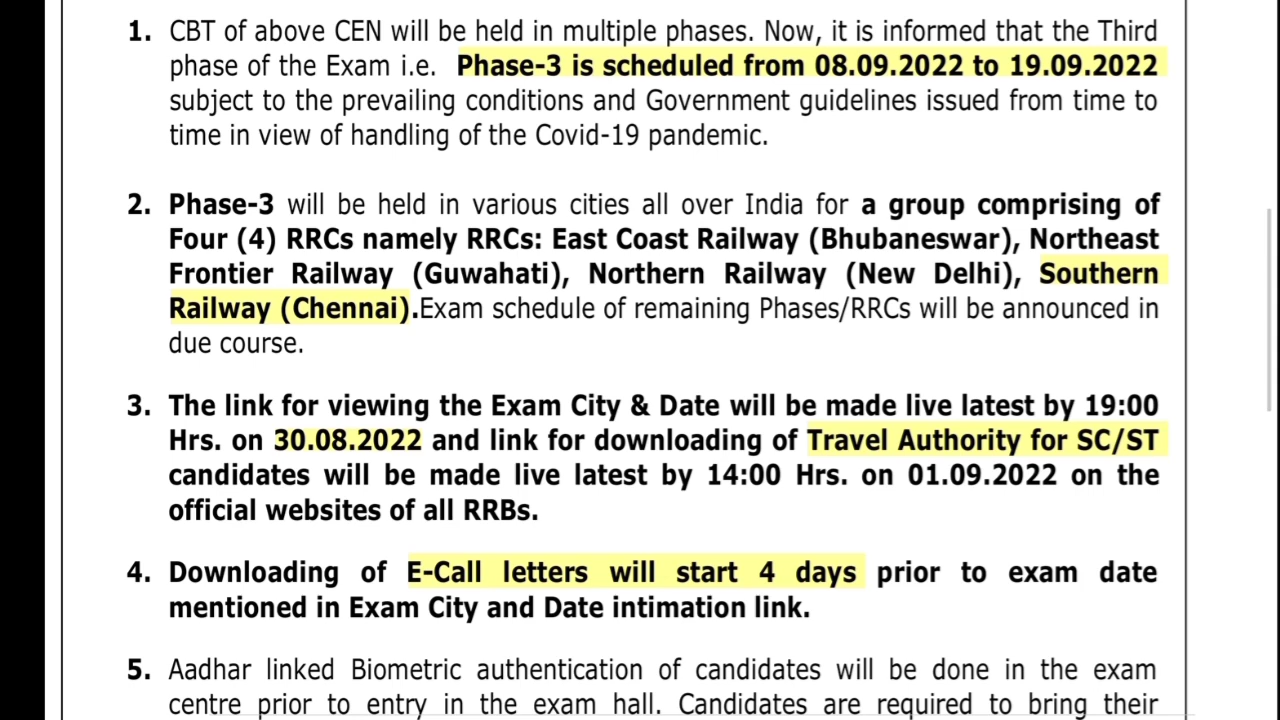 1. CBT of above CEN will be held in multiple phases. Now, it is informed that the Third
phase of the Exam i.e. Phase-3 is scheduled from 08.09.2022 to 19.09.2022
subject to the prevailing conditions and Government guidelines issued from time to
time in view of handling of the Covid-19 pandemic.
2. Phase-3 will be held in various cities all over India for a group comprising of
Four (4) RRCs namely RRCs: East Coast Railway (Bhubaneswar), Northeast
Frontier Railway (Guwahati), Northern Railway (New Delhi), Southern
Railway (Chennai).Exam schedule of remaining Phases/RRCs will be announced in
due course.
3. The link for viewing the Exam City & Date will be made live latest by 19:00
Hrs. on 30.08.2022 and link for downloading of Travel Authority for SC/ST
candidates will be made live latest by 14:00 Hrs. on 01.09.2022 on the
official websites of all RRBs.
4. Downloading of E-Call letters will start 4 days prior to exam date
mentioned in Exam City and Date intimation link.
5. Aadhar linked Biometric authentication of candidates will be done in the exam
centre prior to entry in the exam hall. Candidates are required to bring their